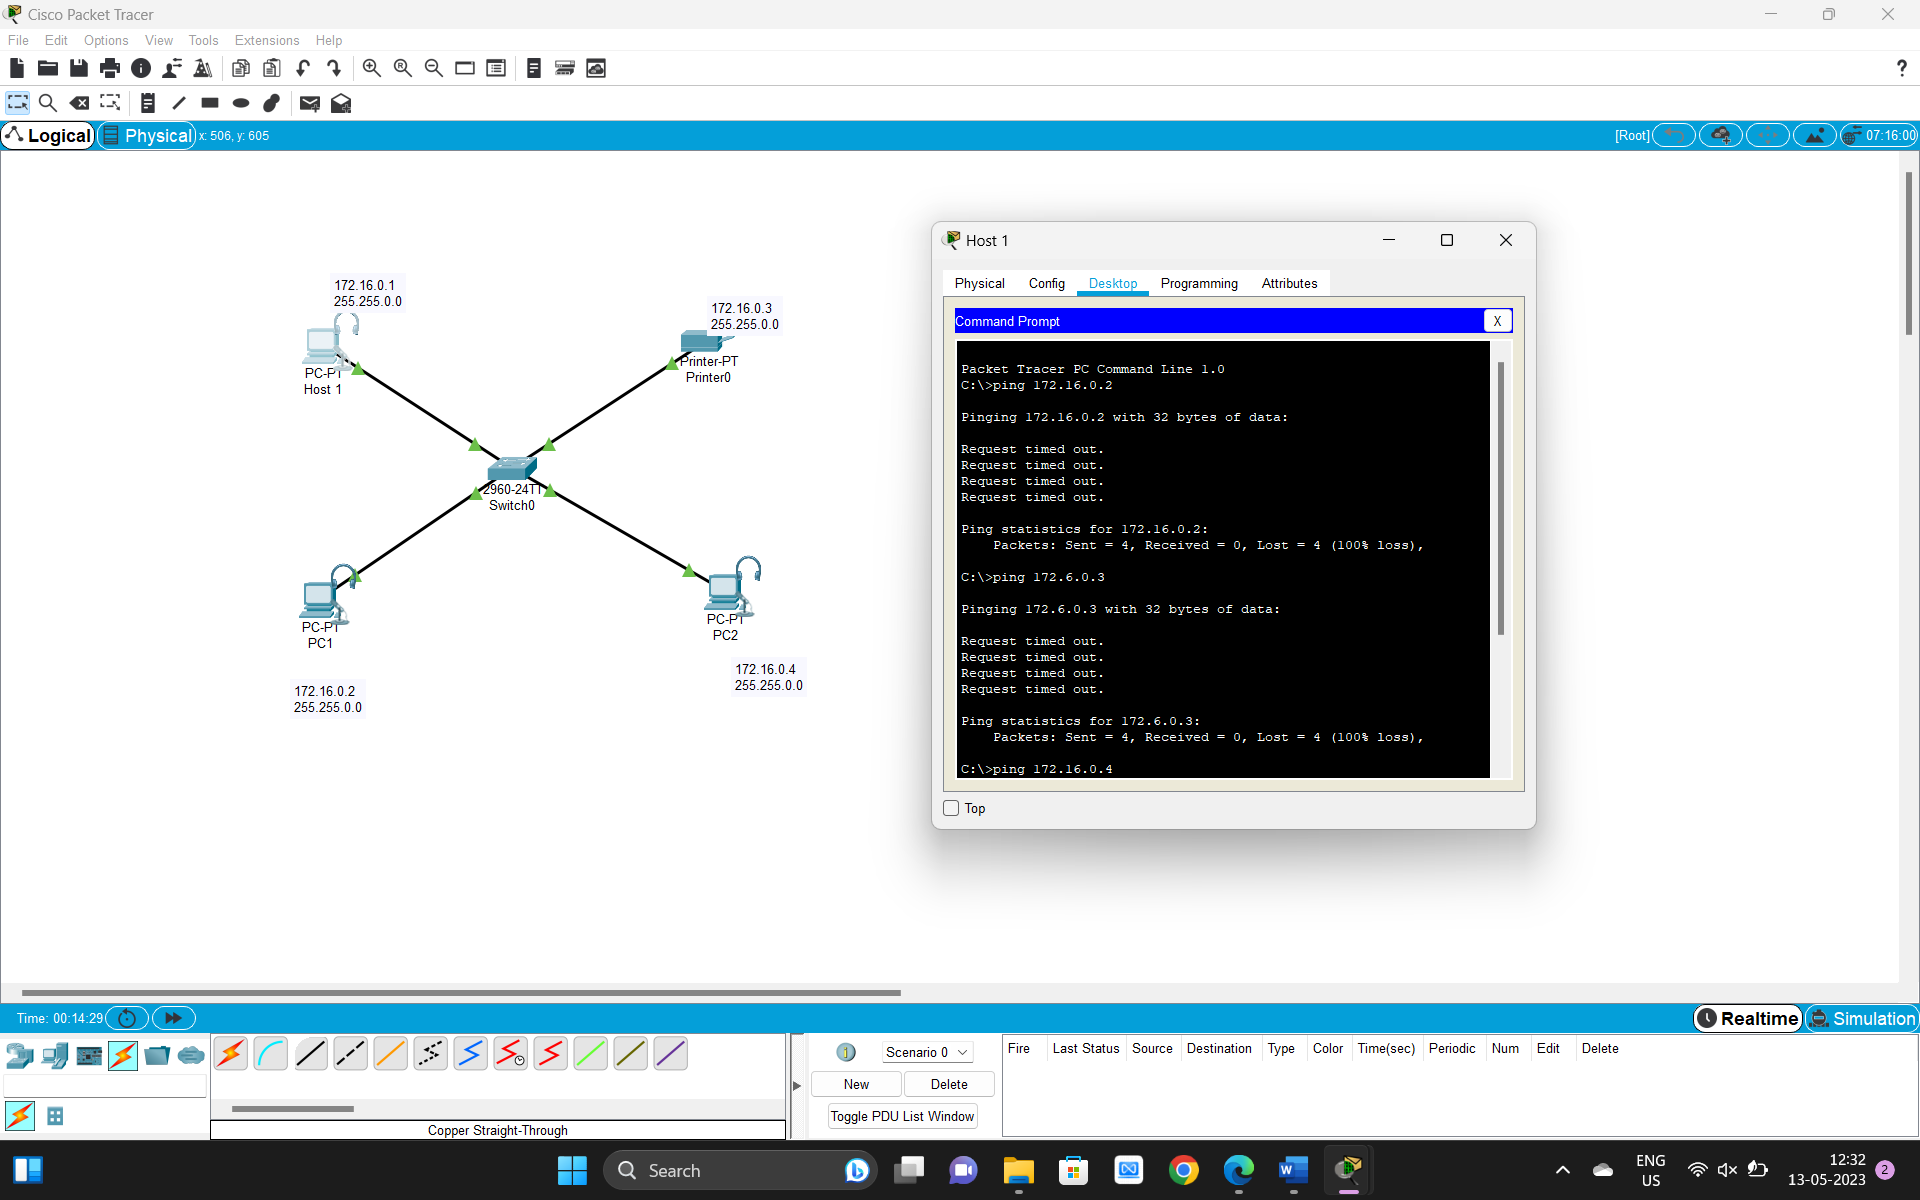 Cisco Packet Tracer
File Edit Options View Tools Extensions Help
Logical Physical x: 506, y: 605
[Root] 07:16:00
172.16.0.1
255.255.0.0
PC-PT
Host 1
172.16.0.3
255.255.0.0
Printer-PT
Printer0
2960-24TT
Switch0
PC-PT
PC1
172.16.0.2
255.255.0.0
PC-PT
PC2
172.16.0.4
255.255.0.0
Host 1
Physical Config Desktop Programming Attributes
Command Prompt X
Packet Tracer PC Command Line 1.0
C:\>ping 172.16.0.2
Pinging 172.16.0.2 with 32 bytes of data:
Request timed out.
Request timed out.
Request timed out.
Request timed out.
Ping statistics for 172.16.0.2:
Packets: Sent = 4, Received = 0, Lost = 4 (100% loss),
C:\>ping 172.6.0.3
Pinging 172.6.0.3 with 32 bytes of data:
Request timed out.
Request timed out.
Request timed out.
Request timed out.
Ping statistics for 172.6.0.3:
Packets: Sent = 4, Received = 0, Lost = 4 (100% loss),
C:\>ping 172.16.0.4
Top
Time: 00:14:29
Realtime Simulation
Copper Straight-Through
Scenario 0
New Delete
Toggle PDU List Window
Fire Last Status Source Destination Type Color Time(sec) Periodic Num Edit Delete
Search
ENG
US
12:32
13-05-2023
2